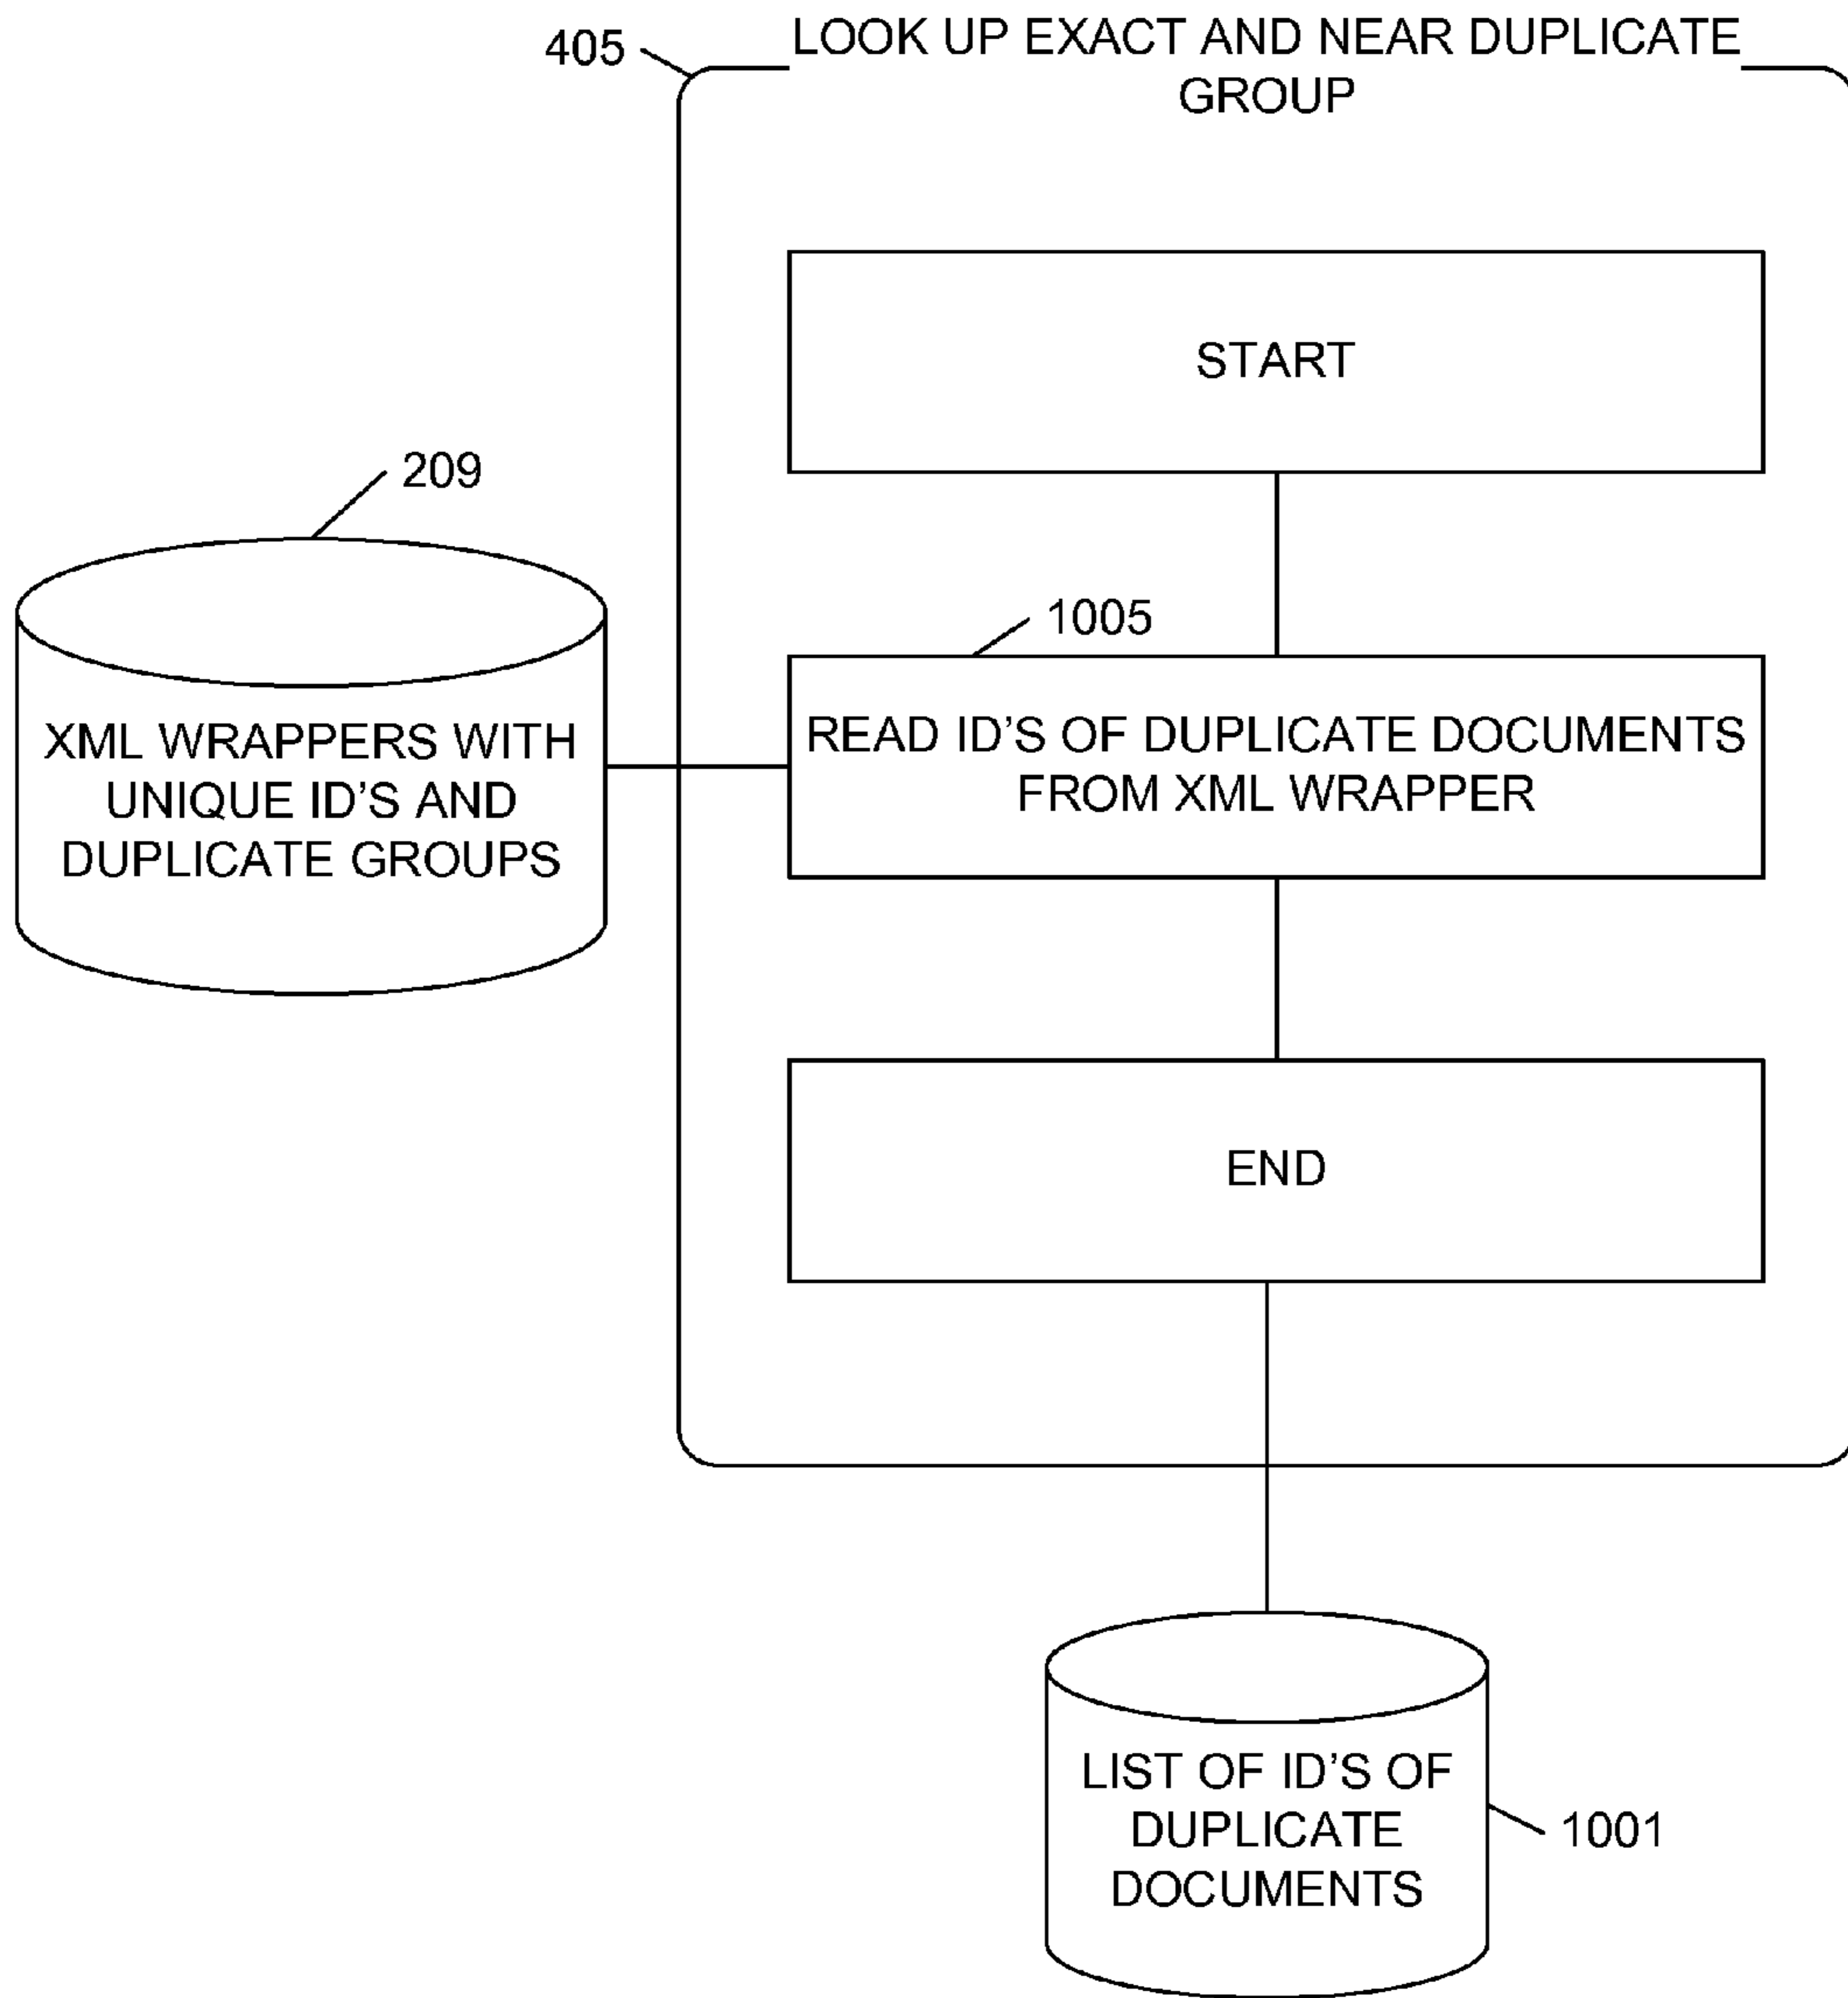 405
LOOK UP EXACT AND NEAR DUPLICATE
GROUP
START
209
1005
XML WRAPPERS WITH
UNIQUE ID'S AND
DUPLICATE GROUPS
READ ID'S OF DUPLICATE DOCUMENTS
FROM XML WRAPPER
END
LIST OF ID'S OF
DUPLICATE
DOCUMENTS
1001